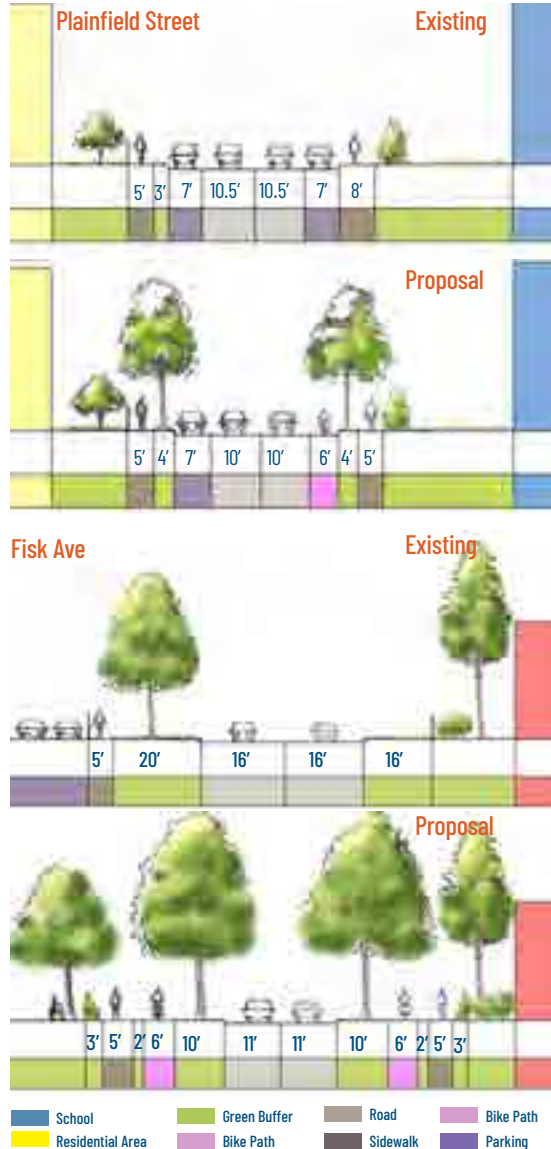 Plainfield Street Existing
5' 3' 7' 10.5' 10.5' 7' 8'
Proposal
5' 4' 7' 10' 10' 6' 4' 5'
Fisk Ave Existing
5' 20' 16' 16' 16'
Proposal
3' 5' 2' 6' 10' 11' 11' 10' 6' 2' 5' 3'
School Green Buffer Road Bike Path
Residential Area Bike Path Sidewalk Parking